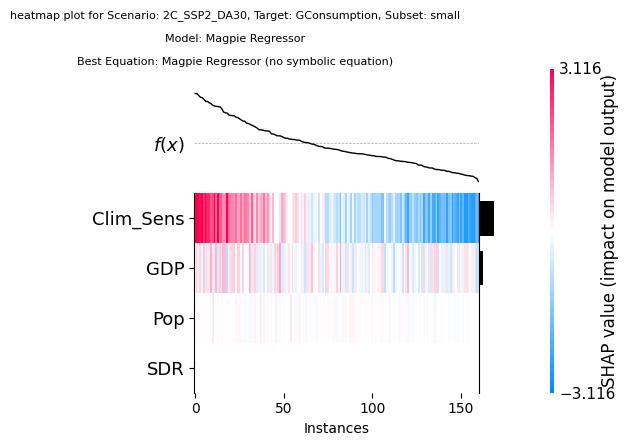 heatmap plot for Scenario: 2C_SSP2_DA30, Target: GConsumption, Subset: small
Model: Magpie Regressor
Best Equation: Magpie Regressor (no symbolic equation)
f(x)
Clim_Sens
GDP
Pop
SDR
0 50 100 150
Instances
3.116
−3.116
SHAP value (impact on model output)